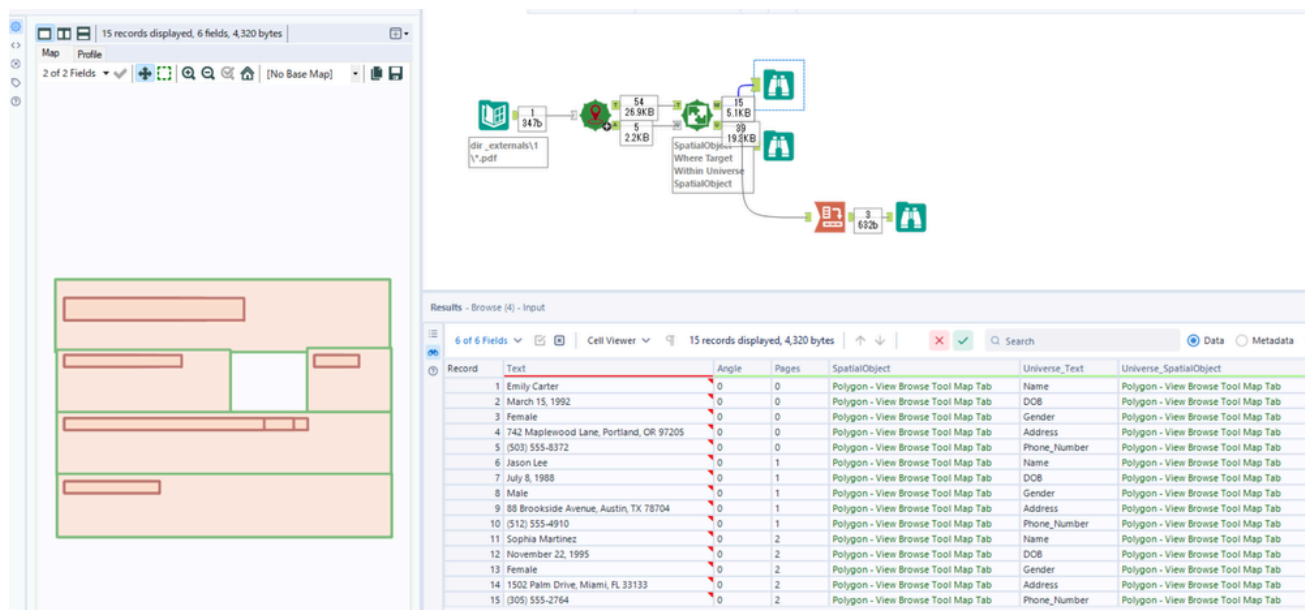 15 records displayed, 6 fields, 4,320 bytes
Map Profile
2 of 2 Fields [No Base Map]
1
347b
dir _externals\1
\*.pdf
54
26.9KB
5
2.2KB
15
5.1KB
39
19.3KB
SpatialObject
Where Target
Within Universe
SpatialObject
3
632b
Results - Browse (4) - Input
6 of 6 Fields Cell Viewer 15 records displayed, 4,320 bytes Search Data Metadata
Record Text Angle Pages SpatialObject Universe_Text Universe_SpatialObject
1 Emily Carter 0 0 Polygon - View Browse Tool Map Tab Name Polygon - View Browse Tool Map Tab
2 March 15, 1992 0 0 Polygon - View Browse Tool Map Tab DOB Polygon - View Browse Tool Map Tab
3 Female 0 0 Polygon - View Browse Tool Map Tab Gender Polygon - View Browse Tool Map Tab
4 742 Maplewood Lane, Portland, OR 97205 0 0 Polygon - View Browse Tool Map Tab Address Polygon - View Browse Tool Map Tab
5 (503) 555-8372 0 0 Polygon - View Browse Tool Map Tab Phone_Number Polygon - View Browse Tool Map Tab
6 Jason Lee 0 1 Polygon - View Browse Tool Map Tab Name Polygon - View Browse Tool Map Tab
7 July 8, 1988 0 1 Polygon - View Browse Tool Map Tab DOB Polygon - View Browse Tool Map Tab
8 Male 0 1 Polygon - View Browse Tool Map Tab Gender Polygon - View Browse Tool Map Tab
9 88 Brookside Avenue, Austin, TX 78704 0 1 Polygon - View Browse Tool Map Tab Address Polygon - View Browse Tool Map Tab
10 (512) 555-4910 0 1 Polygon - View Browse Tool Map Tab Phone_Number Polygon - View Browse Tool Map Tab
11 Sophia Martinez 0 2 Polygon - View Browse Tool Map Tab Name Polygon - View Browse Tool Map Tab
12 November 22, 1995 0 2 Polygon - View Browse Tool Map Tab DOB Polygon - View Browse Tool Map Tab
13 Female 0 2 Polygon - View Browse Tool Map Tab Gender Polygon - View Browse Tool Map Tab
14 1502 Palm Drive, Miami, FL 33133 0 2 Polygon - View Browse Tool Map Tab Address Polygon - View Browse Tool Map Tab
15 (305) 555-2764 0 2 Polygon - View Browse Tool Map Tab Phone_Number Polygon - View Browse Tool Map Tab